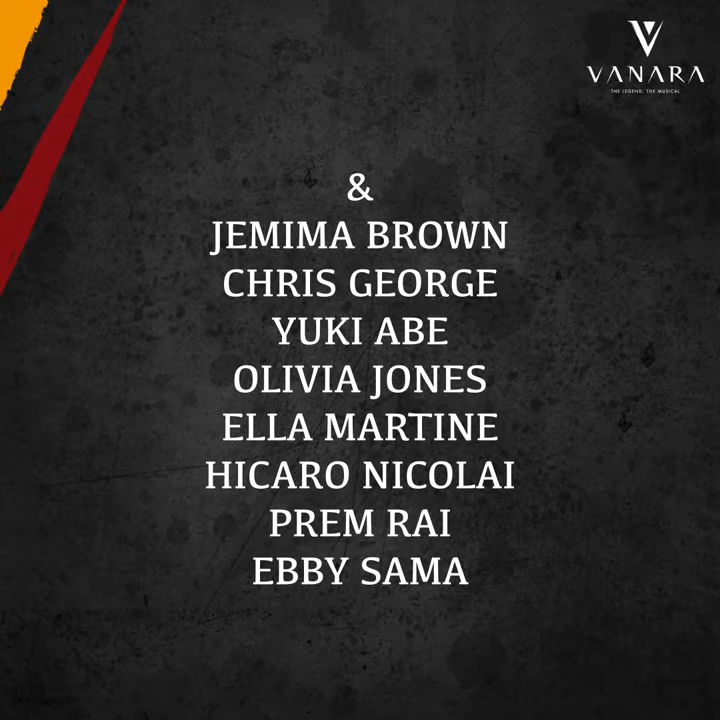 VANARA
THE LEGEND. THE MUSICAL
&
JEMIMA BROWN
CHRIS GEORGE
YUKI ABE
OLIVIA JONES
ELLA MARTINE
HICARO NICOLAI
PREM RAI
EBBY SAMA